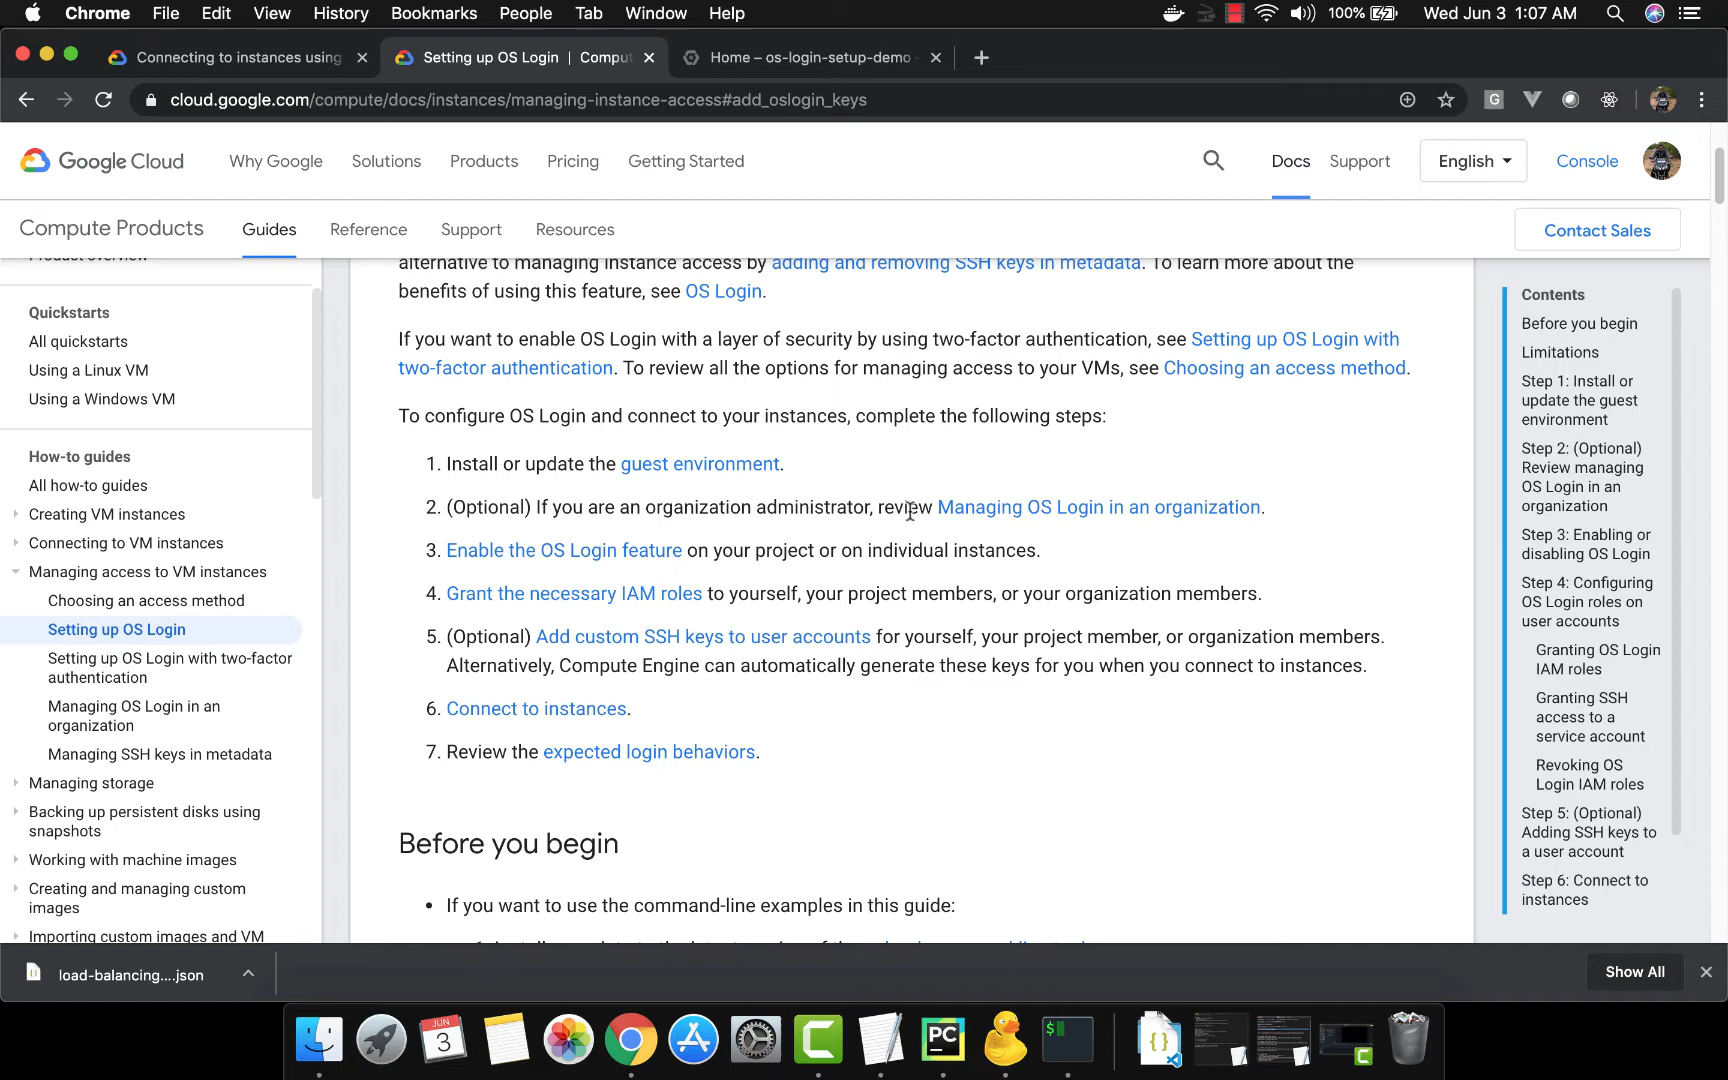 Chrome File Edit View History Bookmarks People Tab Window Help 100% Wed Jun 3 1:07 AM
Connecting to instances using Setting up OS Login | Comput Home – os-login-setup-demo
cloud.google.com/compute/docs/instances/managing-instance-access#add_oslogin_keys
Google Cloud Why Google Solutions Products Pricing Getting Started Docs Support English Console
Compute Products Guides Reference Support Resources Contact Sales
Product overview
Quickstarts
All quickstarts
Using a Linux VM
Using a Windows VM
How-to guides
All how-to guides
Creating VM instances
Connecting to VM instances
Managing access to VM instances
Choosing an access method
Setting up OS Login
Setting up OS Login with two-factor
authentication
Managing OS Login in an
organization
Managing SSH keys in metadata
Managing storage
Backing up persistent disks using
snapshots
Working with machine images
Creating and managing custom
images
Importing custom images and VM
alternative to managing instance access by adding and removing SSH keys in metadata. To learn more about the
benefits of using this feature, see OS Login.
If you want to enable OS Login with a layer of security by using two-factor authentication, see Setting up OS Login with
two-factor authentication. To review all the options for managing access to your VMs, see Choosing an access method.
To configure OS Login and connect to your instances, complete the following steps:
1. Install or update the guest environment.
2. (Optional) If you are an organization administrator, review Managing OS Login in an organization.
3. Enable the OS Login feature on your project or on individual instances.
4. Grant the necessary IAM roles to yourself, your project members, or your organization members.
5. (Optional) Add custom SSH keys to user accounts for yourself, your project member, or organization members.
Alternatively, Compute Engine can automatically generate these keys for you when you connect to instances.
6. Connect to instances.
7. Review the expected login behaviors.
Before you begin
• If you want to use the command-line examples in this guide:
Contents
Before you begin
Limitations
Step 1: Install or
update the guest
environment
Step 2: (Optional)
Review managing
OS Login in an
organization
Step 3: Enabling or
disabling OS Login
Step 4: Configuring
OS Login roles on
user accounts
Granting OS Login
IAM roles
Granting SSH
access to a
service account
Revoking OS
Login IAM roles
Step 5: (Optional)
Adding SSH keys to
a user account
Step 6: Connect to
instances
load-balancing....json Show All
JUN
3
PC
$